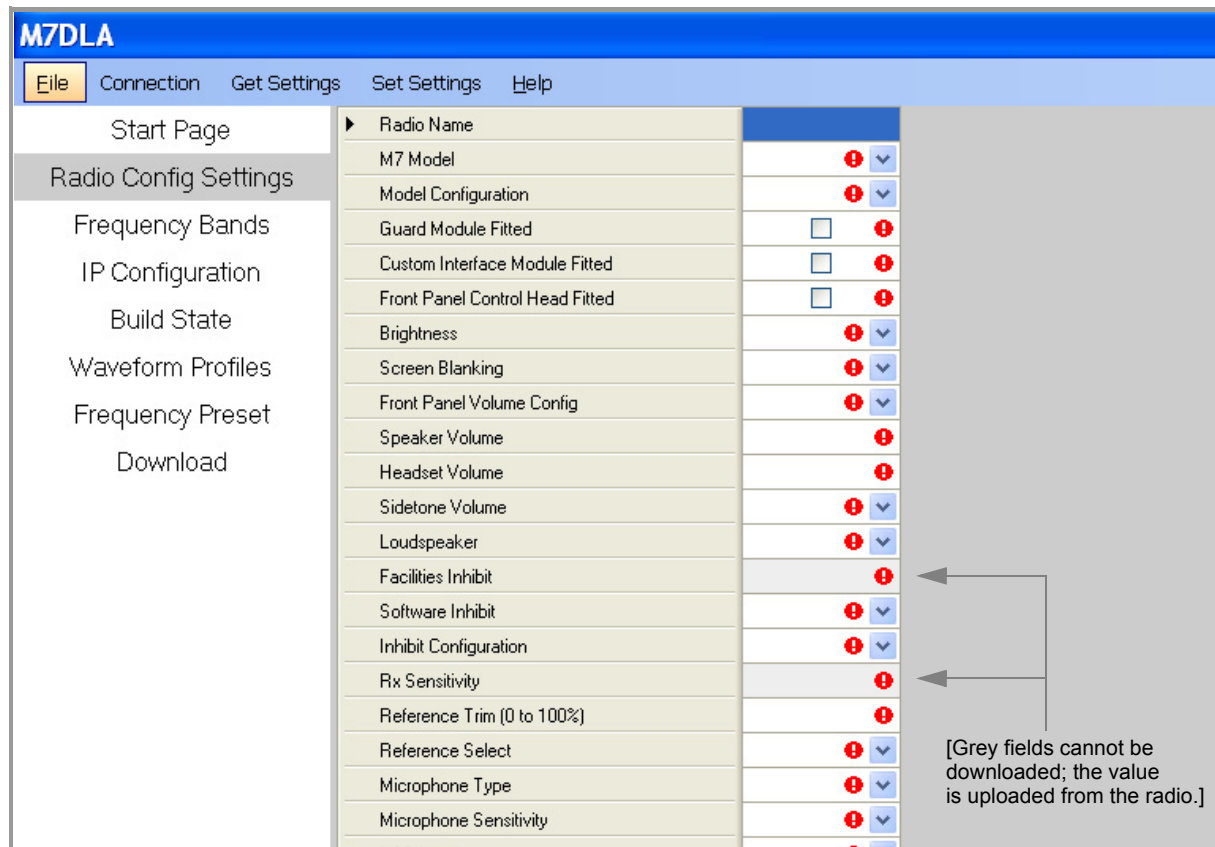 M7DLA
File Connection Get Settings Set Settings Help
Start Page
Radio Config Settings
Frequency Bands
IP Configuration
Build State
Waveform Profiles
Frequency Preset
Download
Radio Name
M7 Model
Model Configuration
Guard Module Fitted
Custom Interface Module Fitted
Front Panel Control Head Fitted
Brightness
Screen Blanking
Front Panel Volume Config
Speaker Volume
Headset Volume
Sidetone Volume
Loudspeaker
Facilities Inhibit
Software Inhibit
Inhibit Configuration
Rx Sensitivity
Reference Trim (0 to 100%)
Reference Select
Microphone Type
Microphone Sensitivity
[Grey fields cannot be
downloaded; the value
is uploaded from the radio.]